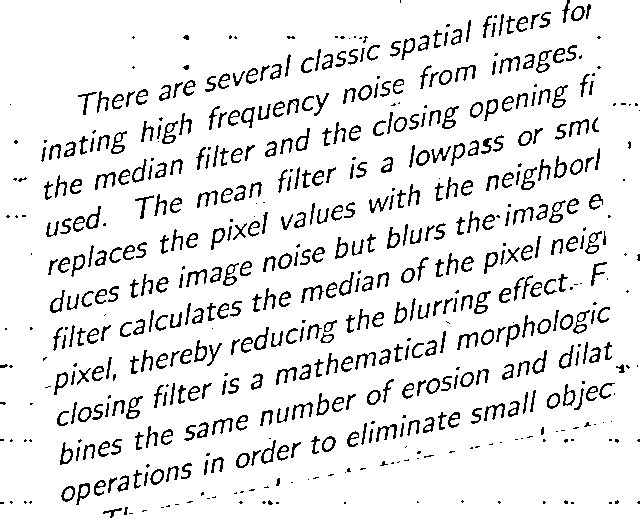 There are several classic spatial filters for
inating high frequency noise from images.
the median filter and the closing opening fi
used. The mean filter is a lowpass or smo
replaces the pixel values with the neighborh
duces the image noise but blurs the image e
filter calculates the median of the pixel neigh
pixel, thereby reducing the blurring effect. F
closing filter is a mathematical morphologic
bines the same number of erosion and dilat
operations in order to eliminate small objec